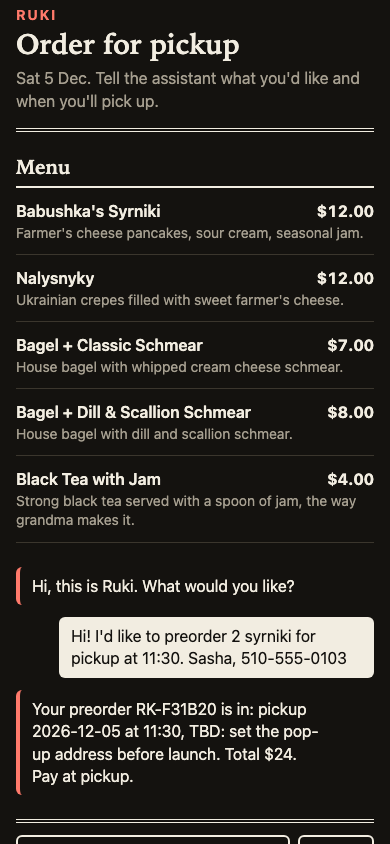 RUKI
Order for pickup
Sat 5 Dec. Tell the assistant what you'd like and
when you'll pick up.
Menu
Babushka's Syrniki $12.00
Farmer's cheese pancakes, sour cream, seasonal jam.
Nalysnyky $12.00
Ukrainian crepes filled with sweet farmer's cheese.
Bagel + Classic Schmear $7.00
House bagel with whipped cream cheese schmear.
Bagel + Dill & Scallion Schmear $8.00
House bagel with dill and scallion schmear.
Black Tea with Jam $4.00
Strong black tea served with a spoon of jam, the way
grandma makes it.
Hi, this is Ruki. What would you like?
Hi! I'd like to preorder 2 syrniki for
pickup at 11:30. Sasha, 510-555-0103
Your preorder RK-F31B20 is in: pickup
2026-12-05 at 11:30, TBD: set the pop-
up address before launch. Total $24.
Pay at pickup.